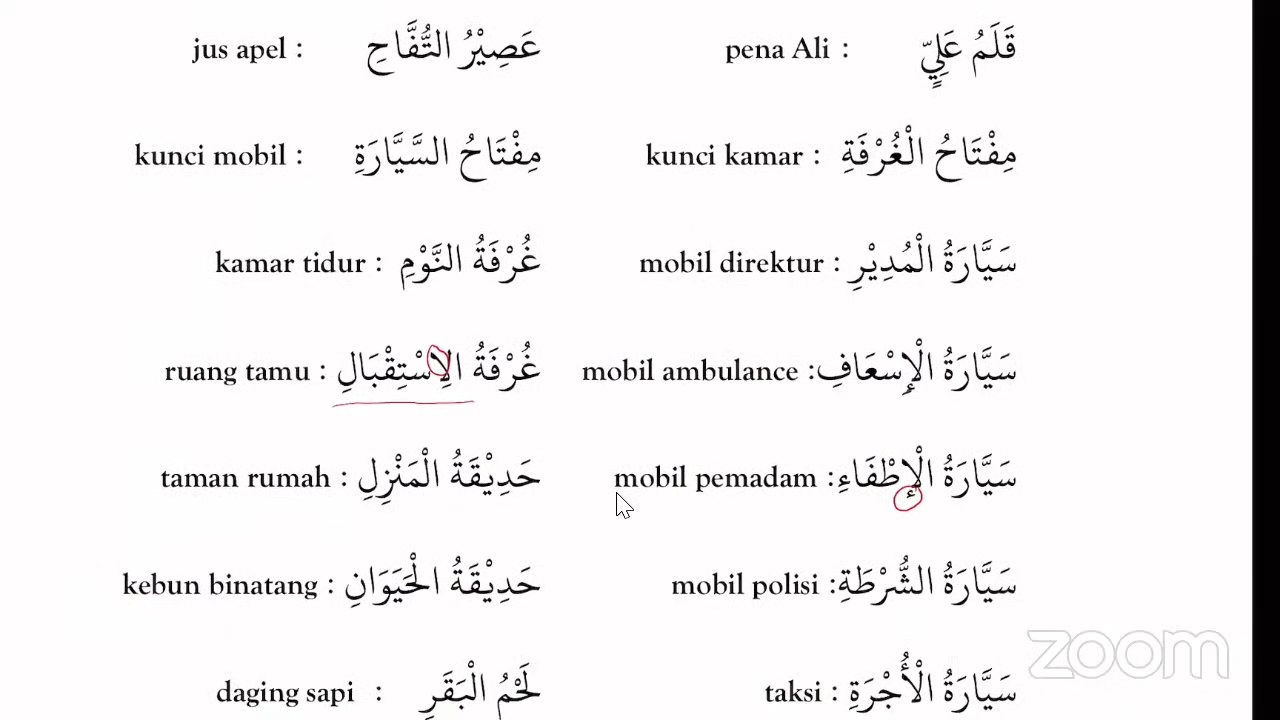 قَلَمُ عَلِيٍّ : pena Ali
عَصِيْرُ التُّفَّاحِ : jus apel
مِفْتَاحُ الْغُرْفَةِ : kunci kamar
مِفْتَاحُ السَّيَّارَةِ : kunci mobil
سَيَّارَةُ الْمُدِيْرِ : mobil direktur
غُرْفَةُ النَّوْمِ : kamar tidur
سَيَّارَةُ الْإِسْعَافِ: mobil ambulance
غُرْفَةُ الِاسْتِقْبَالِ : ruang tamu
سَيَّارَةُ الْإِطْفَاءِ: mobil pemadam
حَدِيْقَةُ الْمَنْزِلِ : taman rumah
سَيَّارَةُ الشُّرْطَةِ: mobil polisi
حَدِيْقَةُ الْحَيَوَانِ : kebun binatang
سَيَّارَةُ الْأُجْرَةِ : taksi
لَحْمُ الْبَقَرِ : daging sapi
zoom